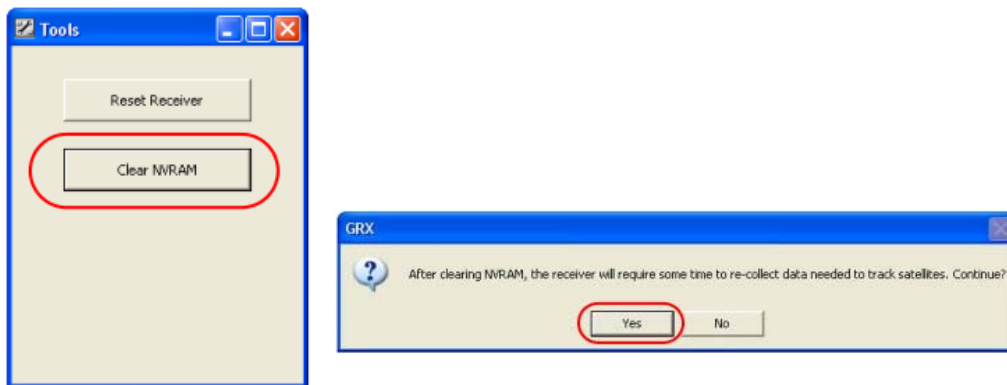 Tools
Reset Receiver
Clear NVRAM
GRX
After clearing NVRAM, the receiver will require some time to re-collect data needed to track satellites. Continue?
Yes
No